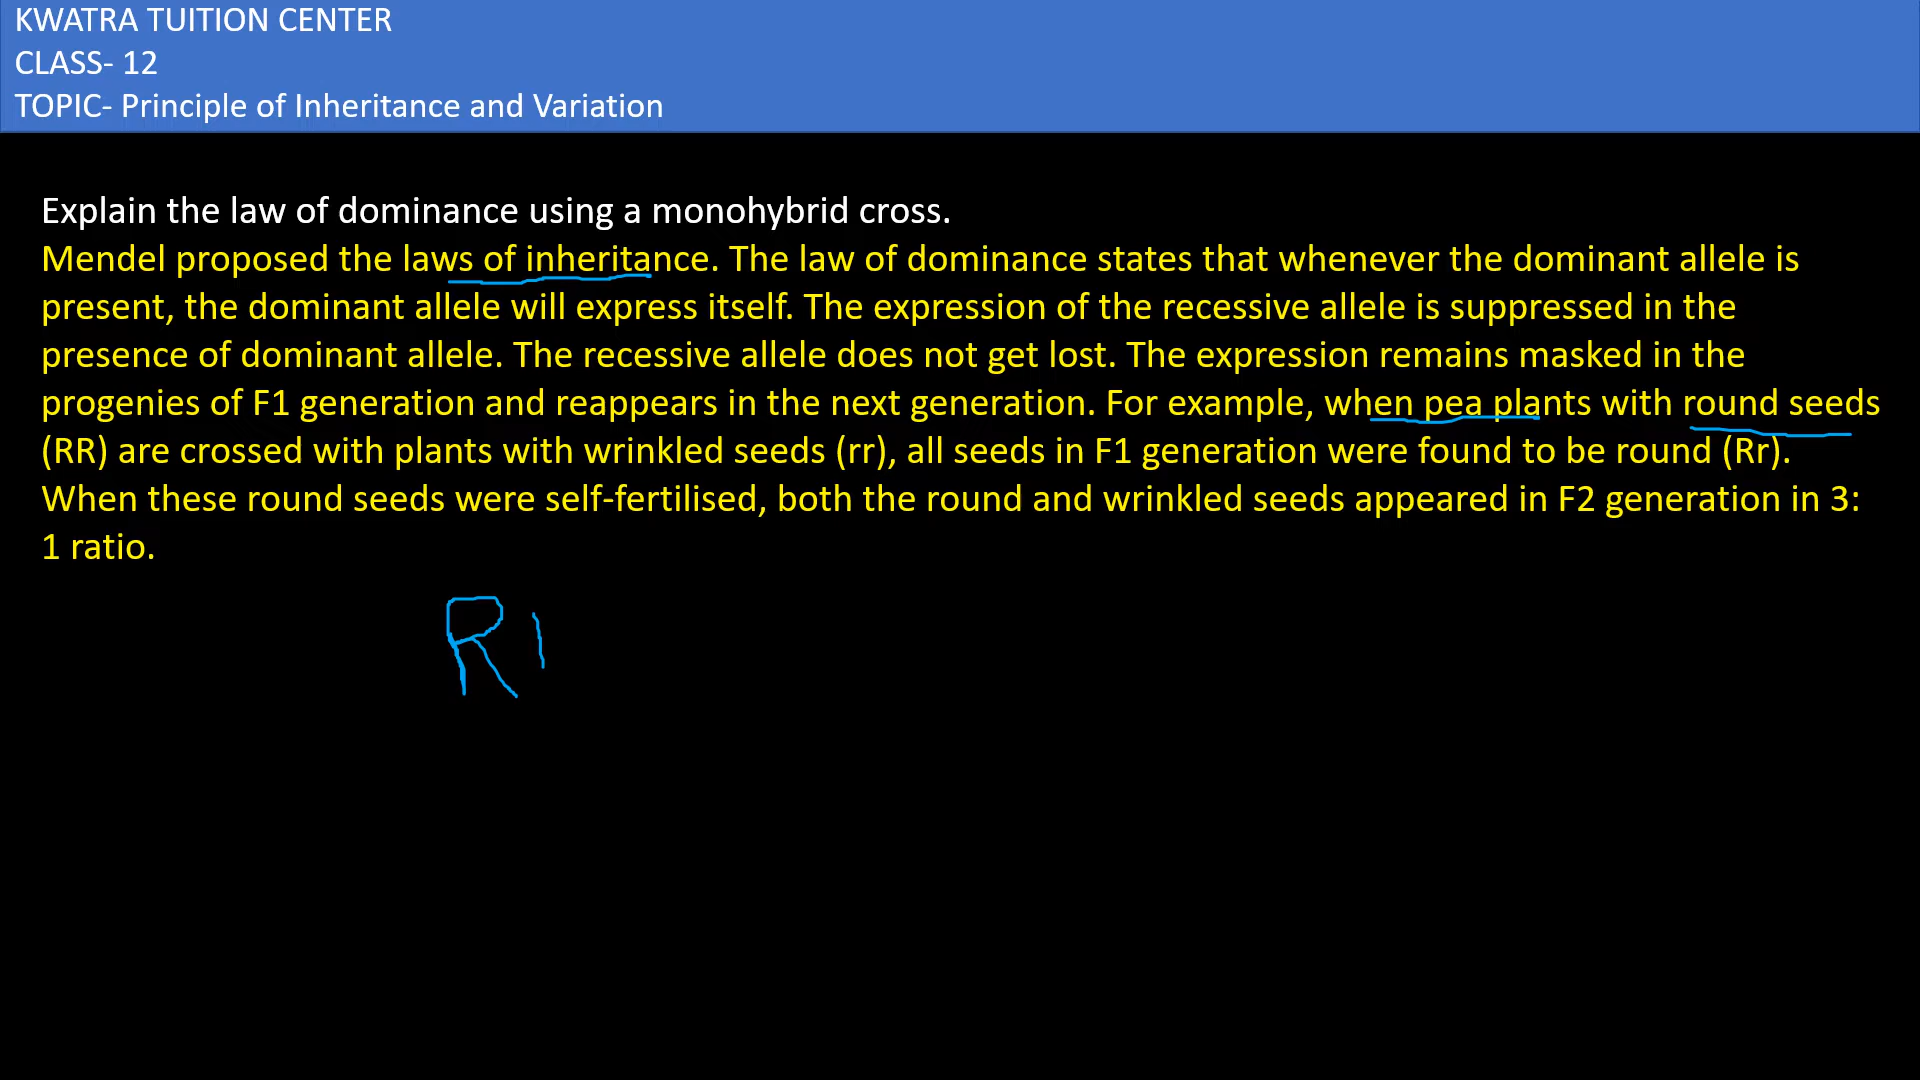 KWATRA TUITION CENTER
CLASS- 12
TOPIC- Principle of Inheritance and Variation
Explain the law of dominance using a monohybrid cross.
Mendel proposed the laws of inheritance. The law of dominance states that whenever the dominant allele is
present, the dominant allele will express itself. The expression of the recessive allele is suppressed in the
presence of dominant allele. The recessive allele does not get lost. The expression remains masked in the
progenies of F1 generation and reappears in the next generation. For example, when pea plants with round seeds
(RR) are crossed with plants with wrinkled seeds (rr), all seeds in F1 generation were found to be round (Rr).
When these round seeds were self-fertilised, both the round and wrinkled seeds appeared in F2 generation in 3:
1 ratio.
R